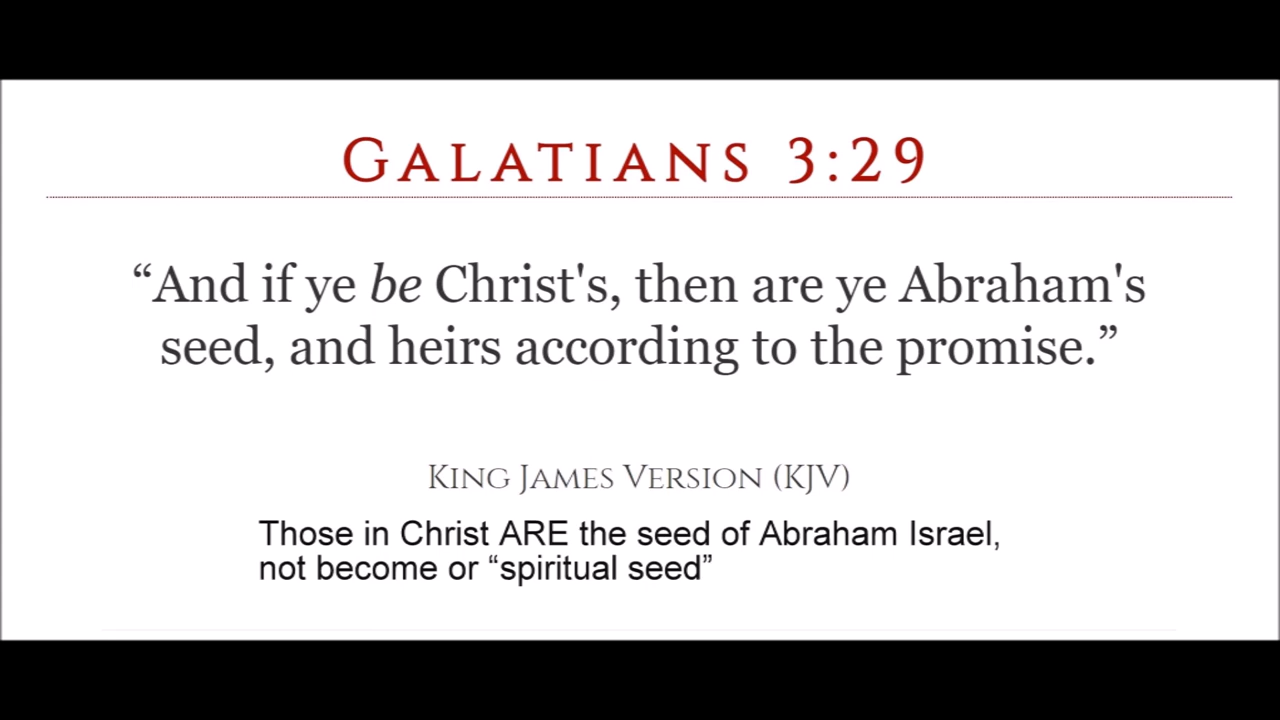 GALATIANS 3:29
“And if ye be Christ's, then are ye Abraham's
seed, and heirs according to the promise.”
KING JAMES VERSION (KJV)
Those in Christ ARE the seed of Abraham Israel,
not become or “spiritual seed”